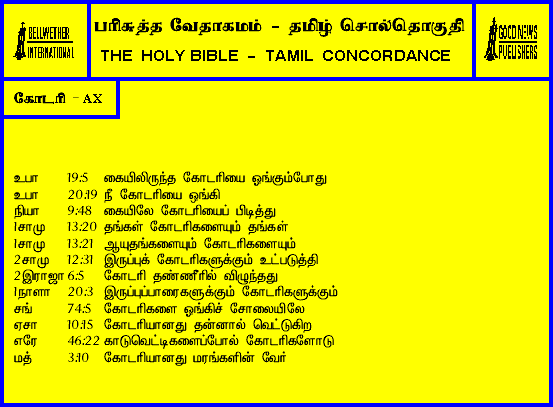 BELLWETHER
INTERNATIONAL
பரிசுத்த வேதாகமம் - தமிழ் சொல்தொகுதி
THE HOLY BIBLE - TAMIL CONCORDANCE
GOOD NEWS
PUBLISHERS
கோடரி - AX
உபா 19:5 கையிலிருந்த கோடரியை ஓங்கும்போது
உபா 20:19 நீ கோடரியை ஓங்கி
நியா 9:48 கையிலே கோடரியைப் பிடித்து
1சாமு 13:20 தங்கள் கோடரிகளையும் தங்கள்
1சாமு 13:21 ஆயுதங்களையும் கோடரிகளையும்
2சாமு 12:31 இருப்புக் கோடரிகளுக்கும் உட்படுத்தி
2இராஜா 6:5 கோடரி தண்ணீரில் விழுந்தது
1நாளா 20:3 இருப்புப்பாரைகளுக்கும் கோடரிகளுக்கும்
சங் 74:5 கோடரிகளை ஓங்கிச் சோலையிலே
ஏசா 10:15 கோடரியானது தன்னால் வெட்டுகிற
எரே 46:22 காடுவெட்டிகளைப்போல் கோடரிகளோடு
மத் 3:10 கோடரியானது மரங்களின் வேர்